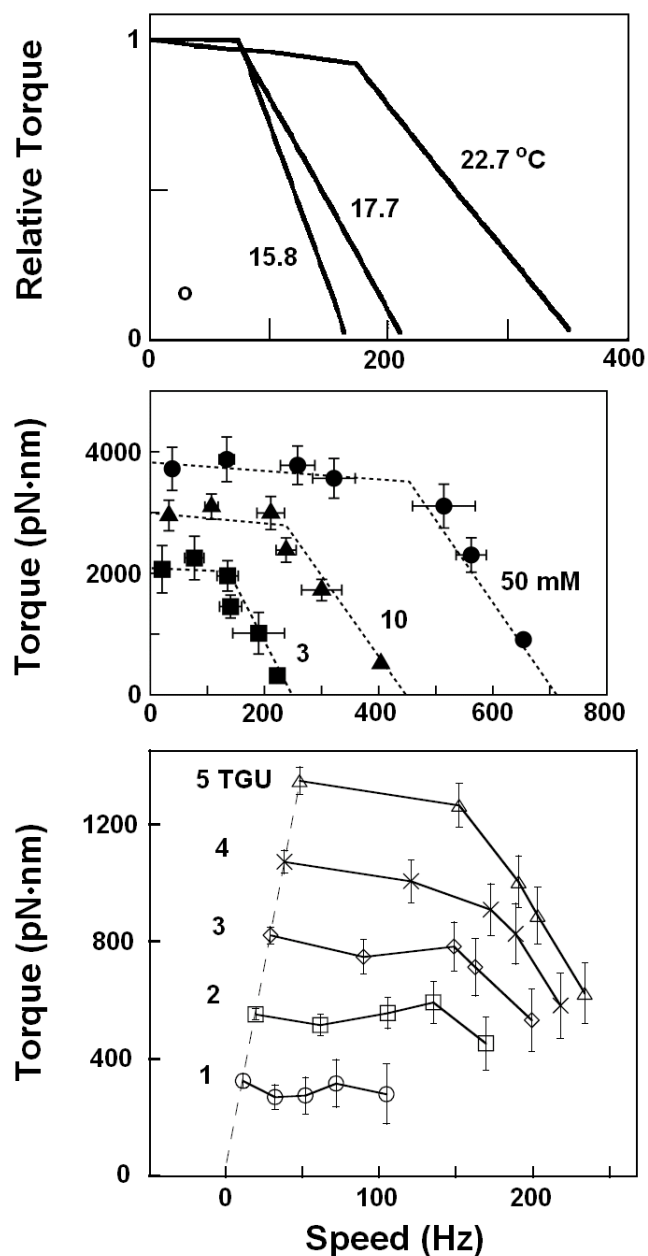 Relative Torque
1
22.7 °C
17.7
15.8
o
0
0 200 400
Torque (pN·nm)
4000
2000
0
50 mM
10
3
0 200 400 600 800
Torque (pN·nm)
5 TGU
1200
4
3
800
2
400
1
0
0 100 200
Speed (Hz)